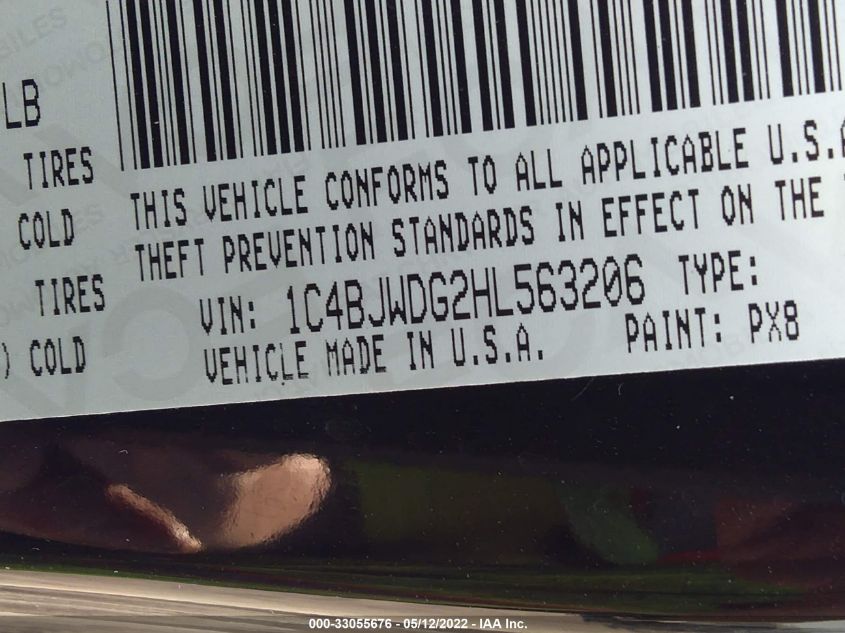 LB
TIRES
COLD
TIRES
) COLD
THIS VEHICLE CONFORMS TO ALL APPLICABLE U.S.A
THEFT PREVENTION STANDARDS IN EFFECT ON THE
VIN: 1C4BJWDG2HL563206 TYPE:
VEHICLE MADE IN U.S.A. PAINT: PX8
000-33055676 - 05/12/2022 - IAA Inc.